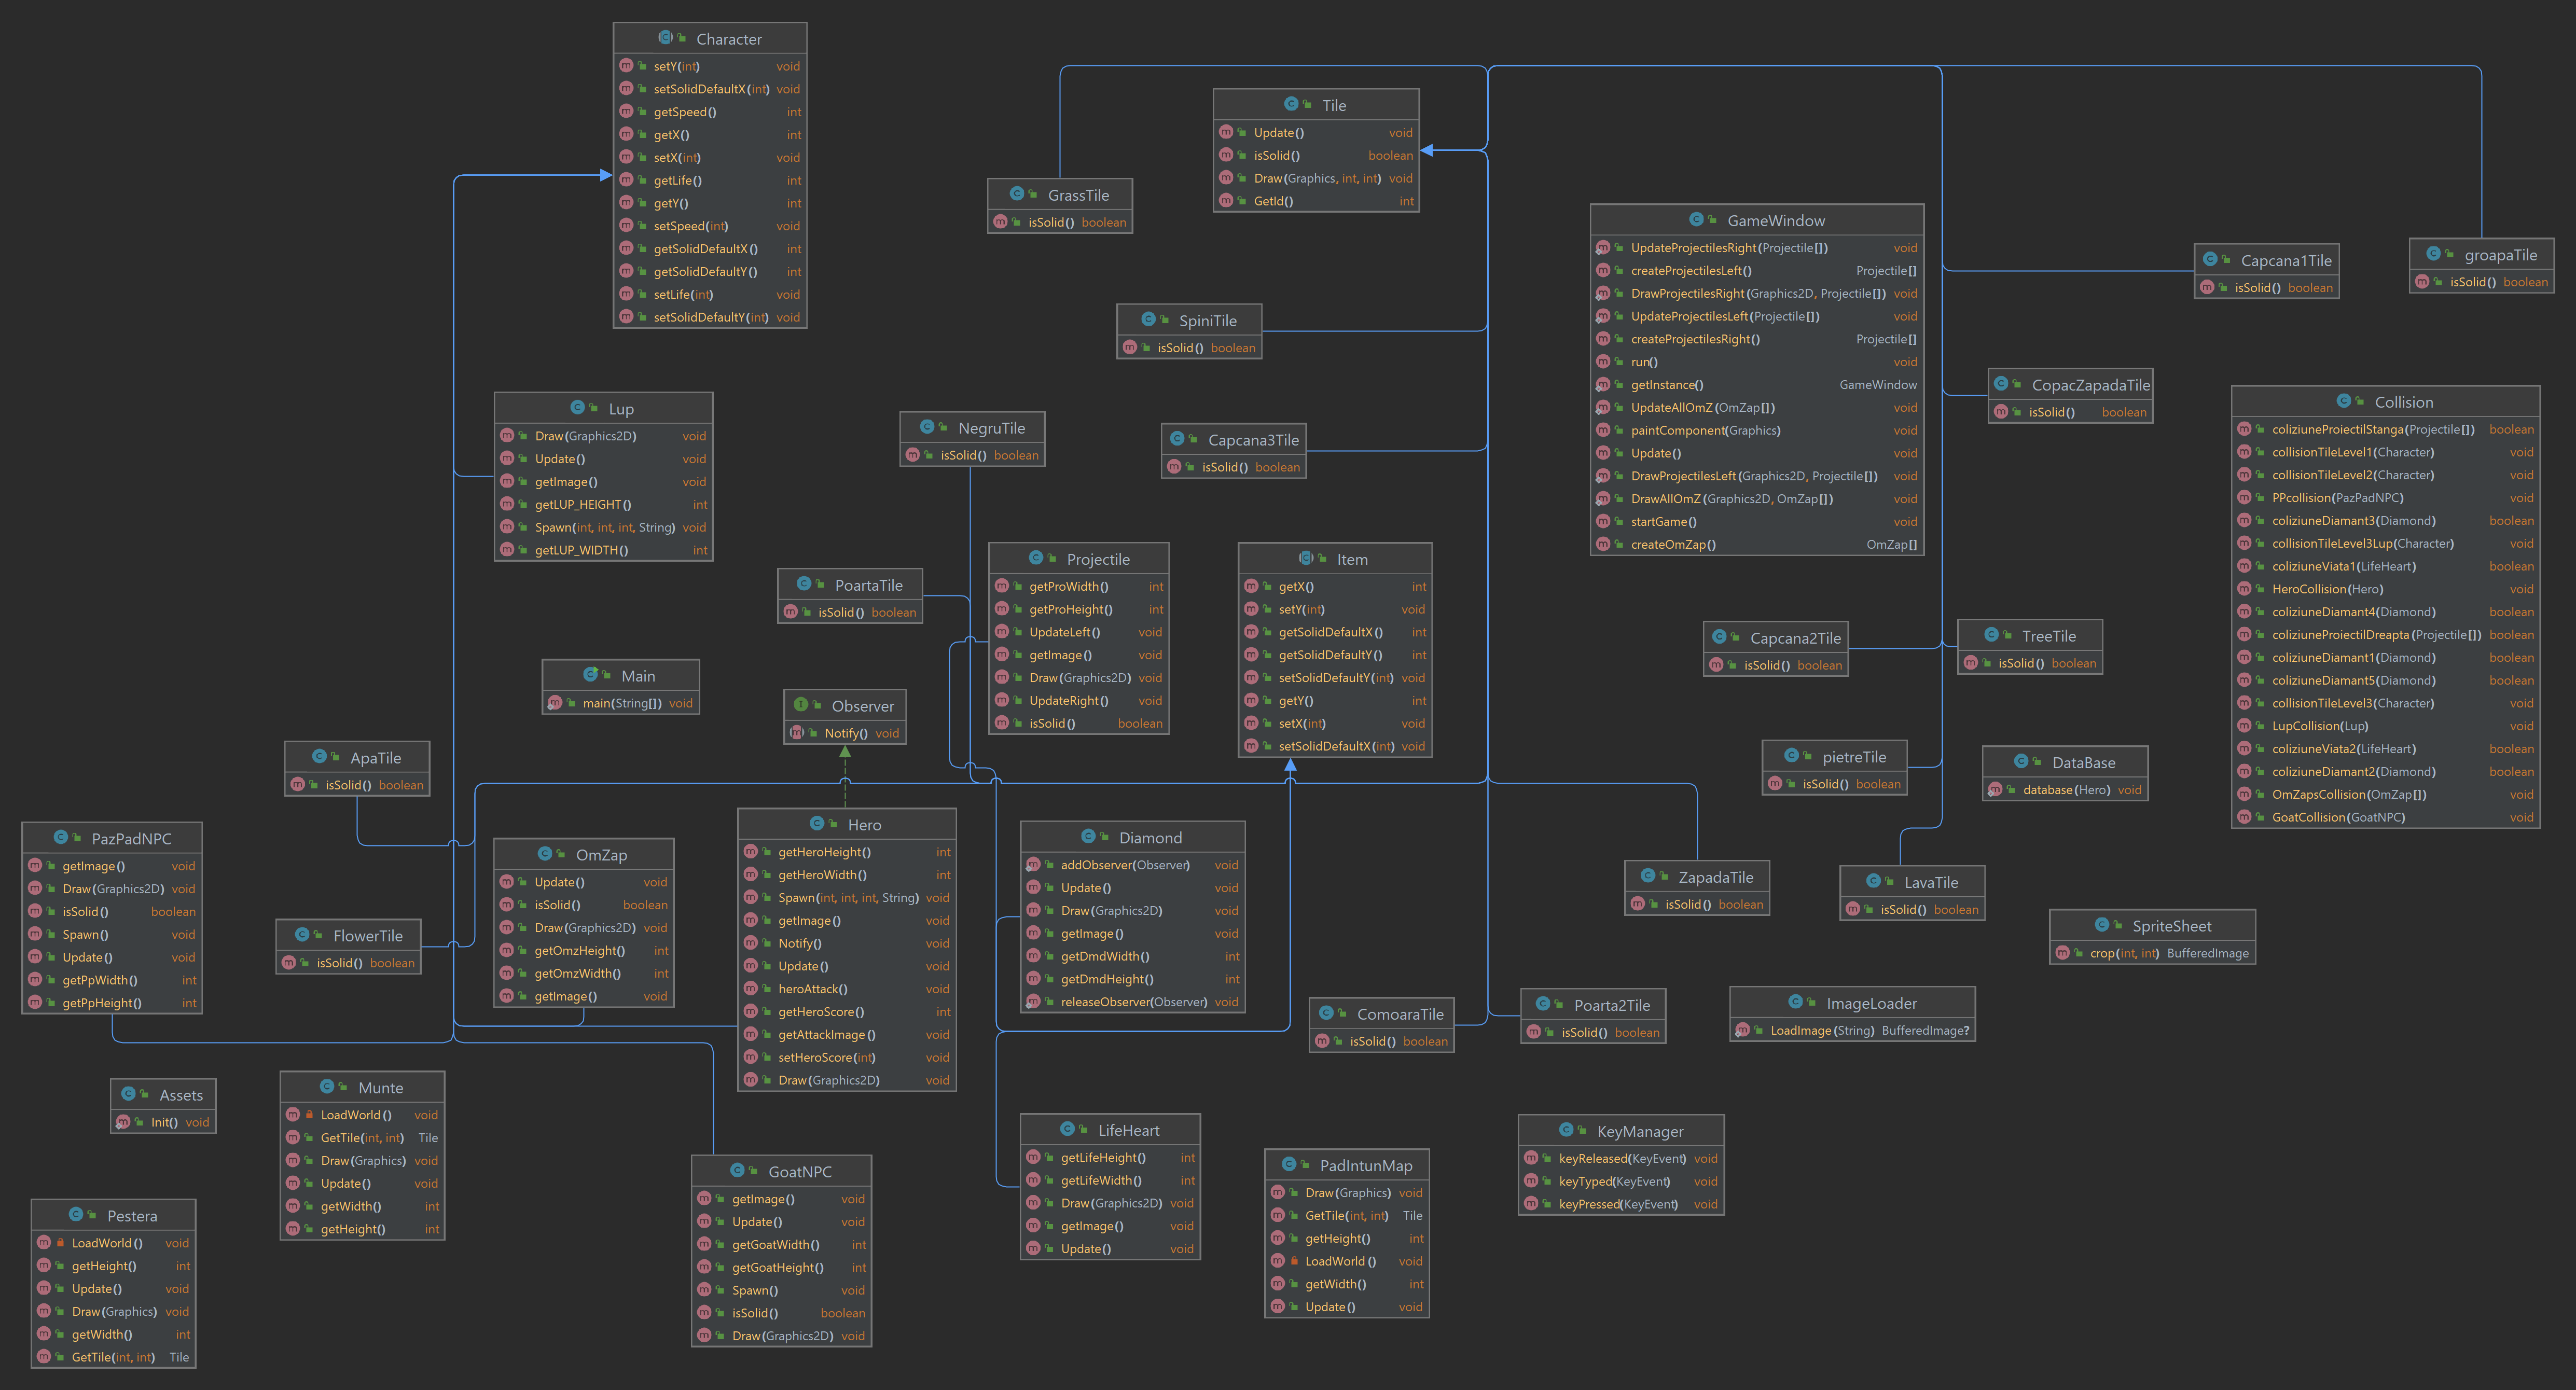 Character
setY(int) void
setSolidDefaultX(int) void
getSpeed() int
getX() int
setX(int) void
getLife() int
getY() int
setSpeed(int) void
getSolidDefaultX() int
getSolidDefaultY() int
setLife(int) void
setSolidDefaultY(int) void
Tile
Update() void
isSolid() boolean
Draw(Graphics, int, int) void
GetId() int
GrassTile
isSolid() boolean
GameWindow
UpdateProjectilesRight(Projectile[]) void
createProjectilesLeft() Projectile[]
DrawProjectilesRight(Graphics2D, Projectile[]) void
UpdateProjectilesLeft(Projectile[]) void
createProjectilesRight() Projectile[]
run() void
getInstance() GameWindow
UpdateAllOmZ(OmZap[]) void
paintComponent(Graphics) void
Update() void
DrawProjectilesLeft(Graphics2D, Projectile[]) void
DrawAllOmZ(Graphics2D, OmZap[]) void
startGame() void
createOmZap() OmZap[]
Capcana1Tile
isSolid() boolean
groapaTile
isSolid() boolean
SpiniTile
isSolid() boolean
CopacZapadaTile
isSolid() boolean
Collision
coliziuneProiectilStanga(Projectile[]) boolean
collisionTileLevel1(Character) void
collisionTileLevel2(Character) void
PPcollision(PazPadNPC) void
coliziuneDiamant3(Diamond) boolean
collisionTileLevel3Lup(Character) void
coliziuneViata1(LifeHeart) boolean
HeroCollision(Hero) void
coliziuneDiamant4(Diamond) boolean
coliziuneProiectilDreapta(Projectile[]) boolean
coliziuneDiamant1(Diamond) boolean
coliziuneDiamant5(Diamond) boolean
collisionTileLevel3(Character) void
LupCollision(Lup) void
coliziuneViata2(LifeHeart) boolean
coliziuneDiamant2(Diamond) boolean
OmZapsCollision(OmZap[]) void
GoatCollision(GoatNPC) void
Lup
Draw(Graphics2D) void
Update() void
getImage() void
getLUP_HEIGHT() int
Spawn(int, int, int, String) void
getLUP_WIDTH() int
NegruTile
isSolid() boolean
Capcana3Tile
isSolid() boolean
PoartaTile
isSolid() boolean
Projectile
getProWidth() int
getProHeight() int
UpdateLeft() void
getImage() void
Draw(Graphics2D) void
UpdateRight() void
isSolid() boolean
Item
getX() int
setY(int) void
getSolidDefaultX() int
getSolidDefaultY() int
setSolidDefaultY(int) void
getY() int
setX(int) void
setSolidDefaultX(int) void
Capcana2Tile
isSolid() boolean
TreeTile
isSolid() boolean
Main
main(String[]) void
Observer
Notify() void
ApaTile
isSolid() boolean
pietreTile
isSolid() boolean
DataBase
database(Hero) void
PazPadNPC
getImage() void
Draw(Graphics2D) void
isSolid() boolean
Spawn() void
Update() void
getPpWidth() int
getPpHeight() int
OmZap
Update() void
isSolid() boolean
Draw(Graphics2D) void
getOmzHeight() int
getOmzWidth() int
getImage() void
Hero
getHeroHeight() int
getHeroWidth() int
Spawn(int, int, int, String) void
getImage() void
Notify() void
Update() void
heroAttack() void
getHeroScore() int
getAttackImage() void
setHeroScore(int) void
Draw(Graphics2D) void
Diamond
addObserver(Observer) void
Update() void
Draw(Graphics2D) void
getImage() void
getDmdWidth() int
getDmdHeight() int
releaseObserver(Observer) void
FlowerTile
isSolid() boolean
ZapadaTile
isSolid() boolean
LavaTile
isSolid() boolean
SpriteSheet
crop(int, int) BufferedImage
ComoaraTile
isSolid() boolean
Poarta2Tile
isSolid() boolean
ImageLoader
LoadImage(String) BufferedImage?
Assets
Init() void
Munte
LoadWorld() void
GetTile(int, int) Tile
Draw(Graphics) void
Update() void
getWidth() int
getHeight() int
GoatNPC
getImage() void
Update() void
getGoatWidth() int
getGoatHeight() int
Spawn() void
isSolid() boolean
Draw(Graphics2D) void
LifeHeart
getLifeHeight() int
getLifeWidth() int
Draw(Graphics2D) void
getImage() void
Update() void
PadIntunMap
Draw(Graphics) void
GetTile(int, int) Tile
getHeight() int
LoadWorld() void
getWidth() int
Update() void
KeyManager
keyReleased(KeyEvent) void
keyTyped(KeyEvent) void
keyPressed(KeyEvent) void
Pestera
LoadWorld() void
getHeight() int
Update() void
Draw(Graphics) void
getWidth() int
GetTile(int, int) Tile